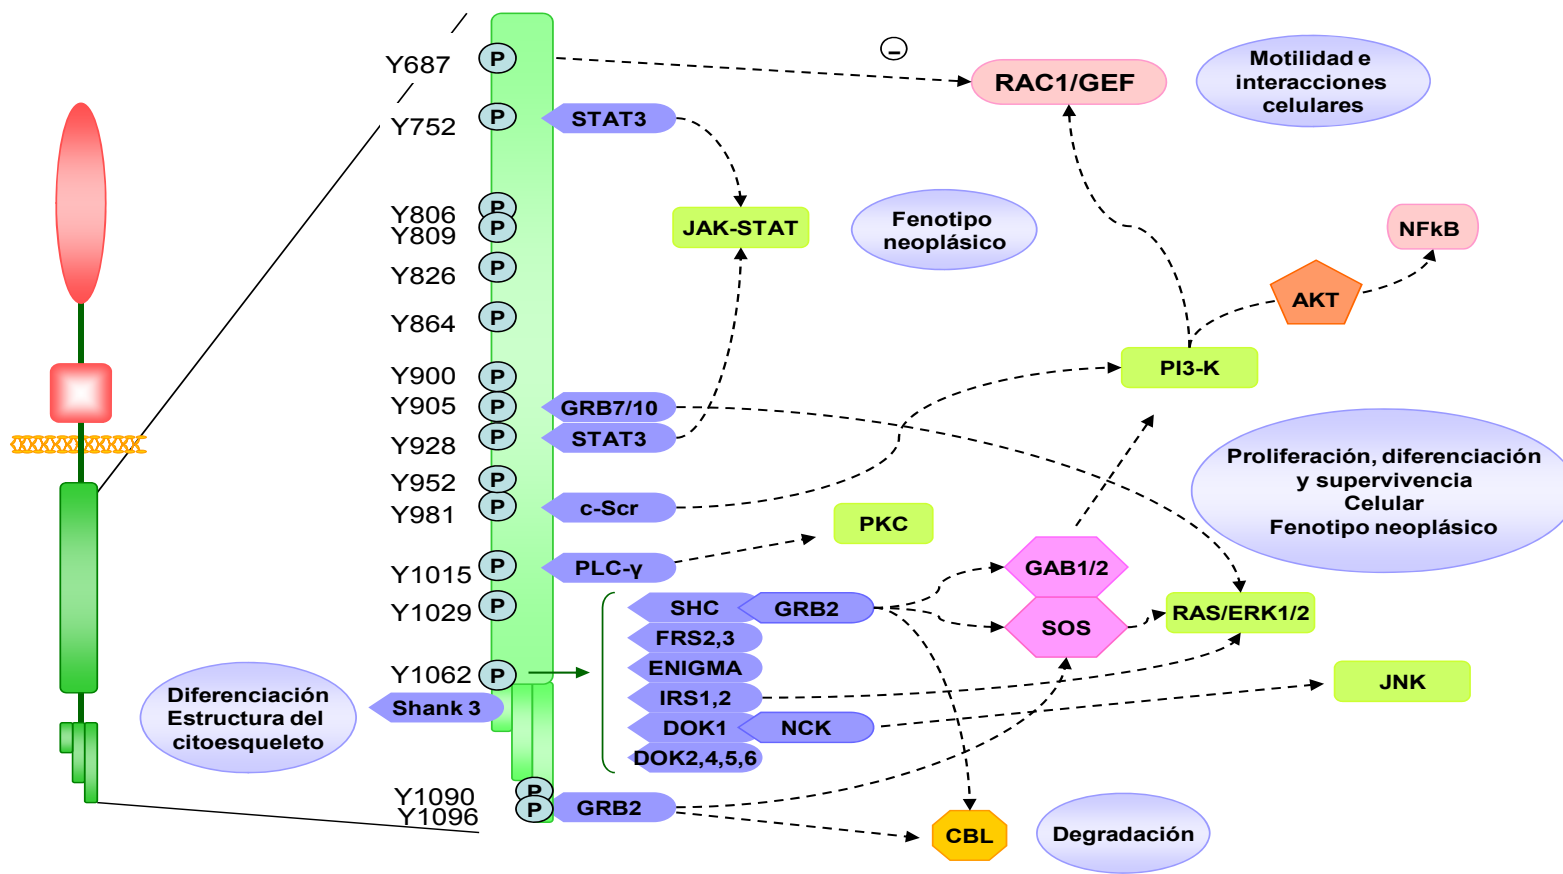 Y687
P
RAC1/GEF
Motilidad e
interacciones
celulares
Y752
P
STAT3
Y806
P
Y809
P
JAK-STAT
Fenotipo
neoplásico
NFkB
Y826
P
AKT
Y864
P
PI3-K
Y900
P
Y905
P
GRB7/10
Y928
P
STAT3
Proliferación, diferenciación
y supervivencia
Celular
Fenotipo neoplásico
Y952
P
Y981
P
c-Scr
PKC
Y1015
P
PLC-γ
GAB1/2
Y1029
P
SHC
GRB2
SOS
RAS/ERK1/2
FRS2,3
ENIGMA
Y1062
P
IRS1,2
JNK
Shank 3
DOK1
NCK
DOK2,4,5,6
Diferenciación
Estructura del
citoesqueleto
Y1090
P
Y1096
P
GRB2
CBL
Degradación